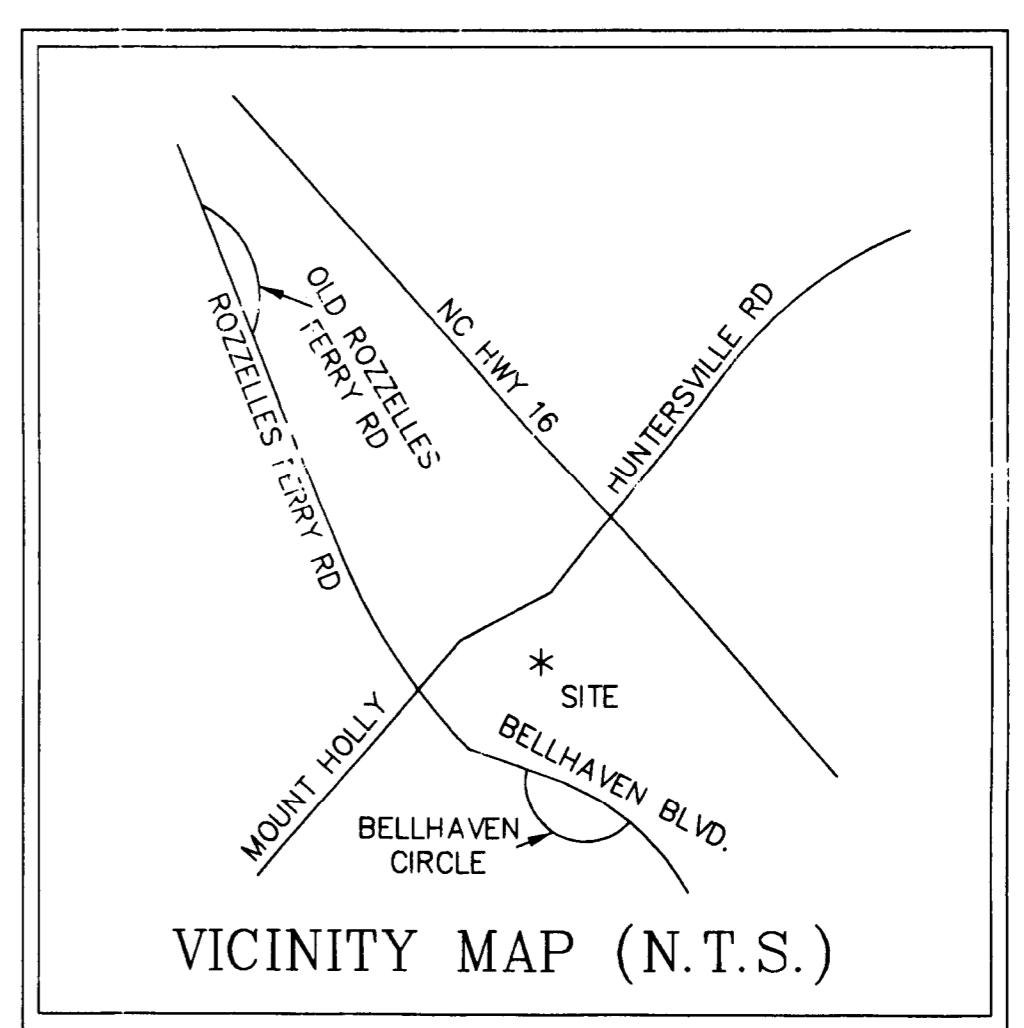 OLD ROZZELLES
FERRY RD
ROZZELLES FERRY RD
NC HWY 16
HUNTERSVILLE RD
SITE
MOUNT HOLLY
BELLHAVEN BLVD.
BELLHAVEN
CIRCLE
VICINITY MAP (N.T.S.)